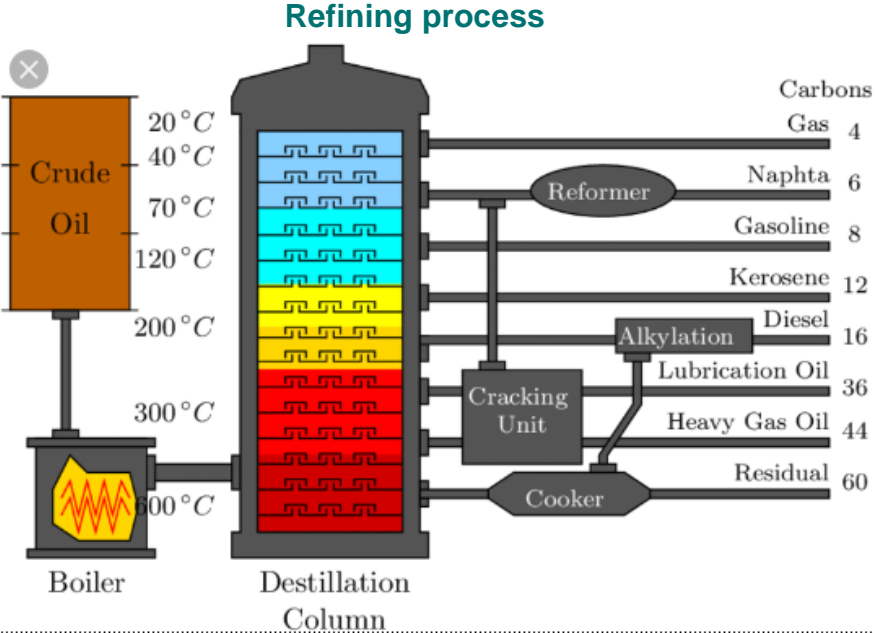 Refining process
Carbons
20°C
Gas 4
40°C
Crude
Oil
Reformer
Naphta 6
70°C
Gasoline 8
120°C
Kerosene 12
200°C
Alkylation
Diesel 16
Lubrication Oil 36
Cracking
Unit
300°C
Heavy Gas Oil 44
Residual 60
600°C
Cooker
Boiler
Destillation
Column